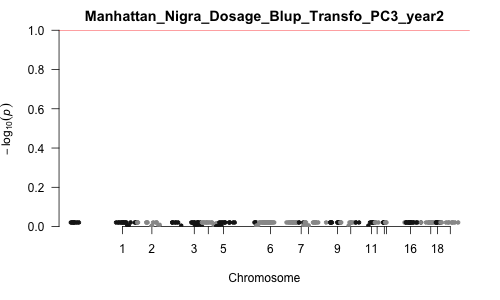 Manhattan_Nigra_Dosage_Blup_Transfo_PC3_year2
− log10(p)
1.0
0.8
0.6
0.4
0.2
0.0
1 2 3 5 6 7 9 11 16 18
Chromosome